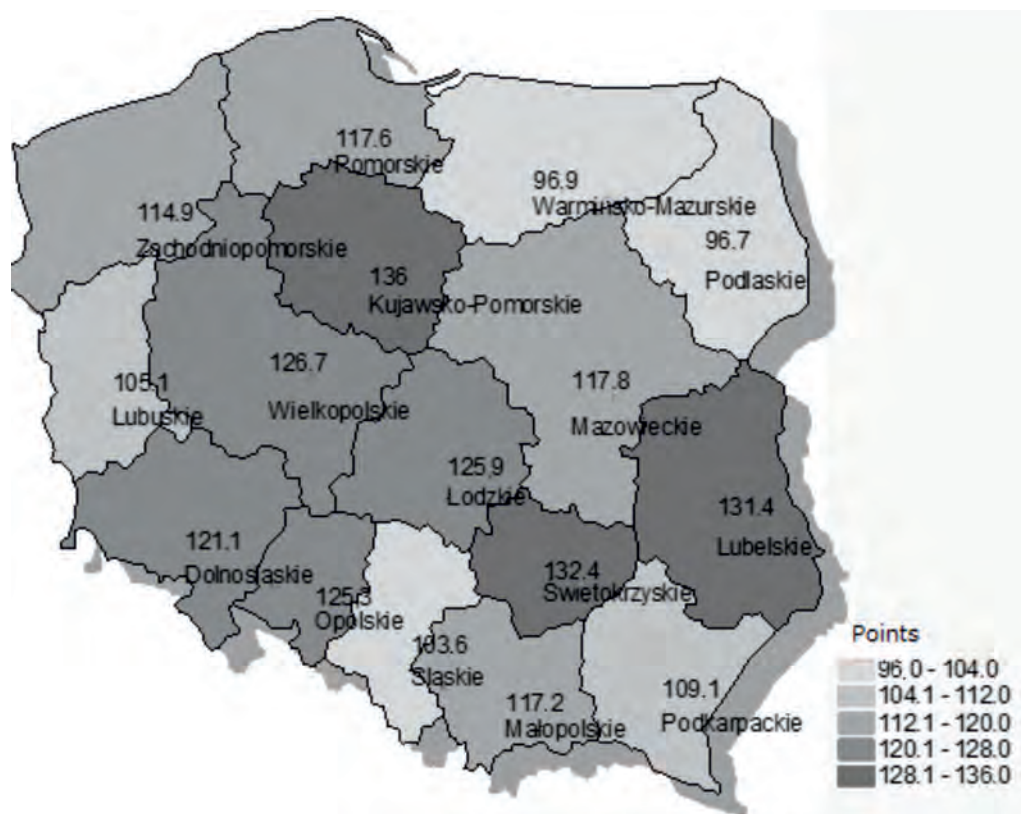 117.6
Pomorskie
96.9
Warmińsko-Mazurskie
114.9
Zachodniopomorskie
96.7
Podlaskie
136
Kujawsko-Pomorskie
126.7
Wielkopolskie
105.1
Lubuskie
117.8
Mazowieckie
125,9
Łodzkie
131.4
Lubelskie
121.1
Dolnoslaskie
125,3
Opolskie
132.4
Swietokrzyskie
103.6
Slaskie
117.2
Małopolskie
109.1
Podkarpackie
Points
96.0 - 104.0
104.1 - 112.0
112.1 - 120.0
120.1 - 128.0
128.1 - 136.0